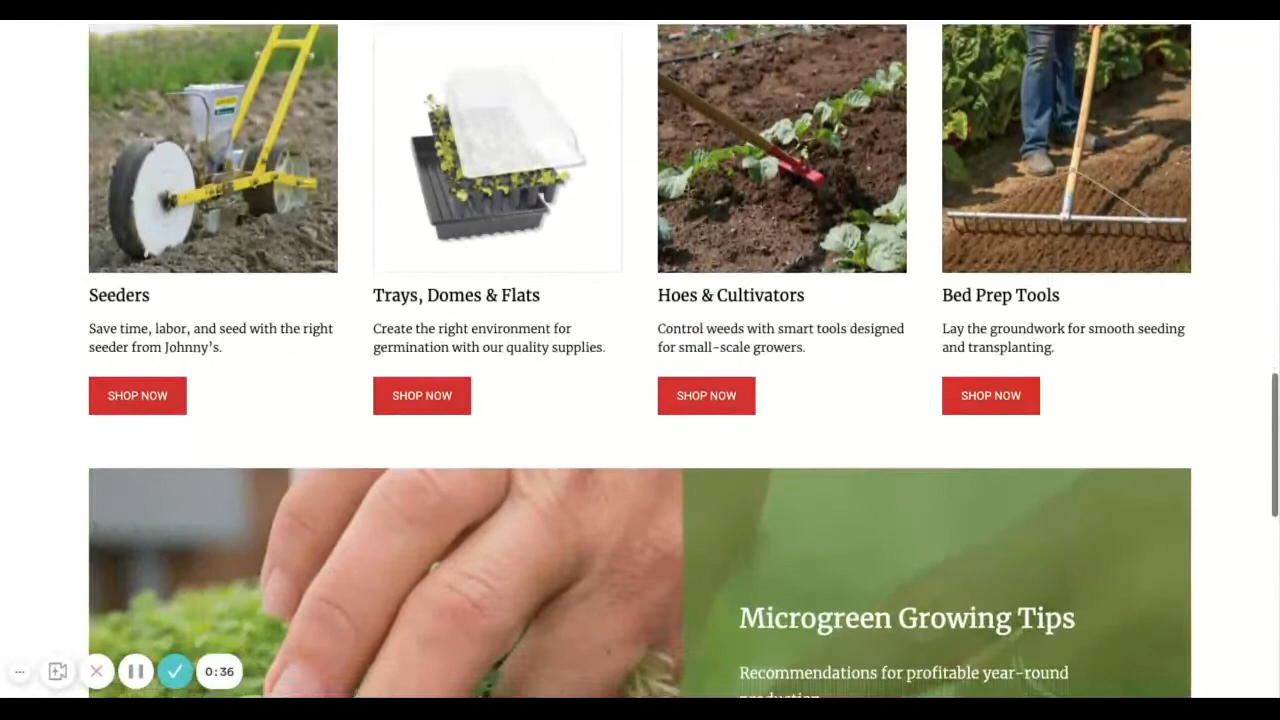 Seeders
Save time, labor, and seed with the right
seeder from Johnny's.
SHOP NOW
Trays, Domes & Flats
Create the right environment for
germination with our quality supplies.
SHOP NOW
Hoes & Cultivators
Control weeds with smart tools designed
for small-scale growers.
SHOP NOW
Bed Prep Tools
Lay the groundwork for smooth seeding
and transplanting.
SHOP NOW
Microgreen Growing Tips
Recommendations for profitable year-round
production
0:36